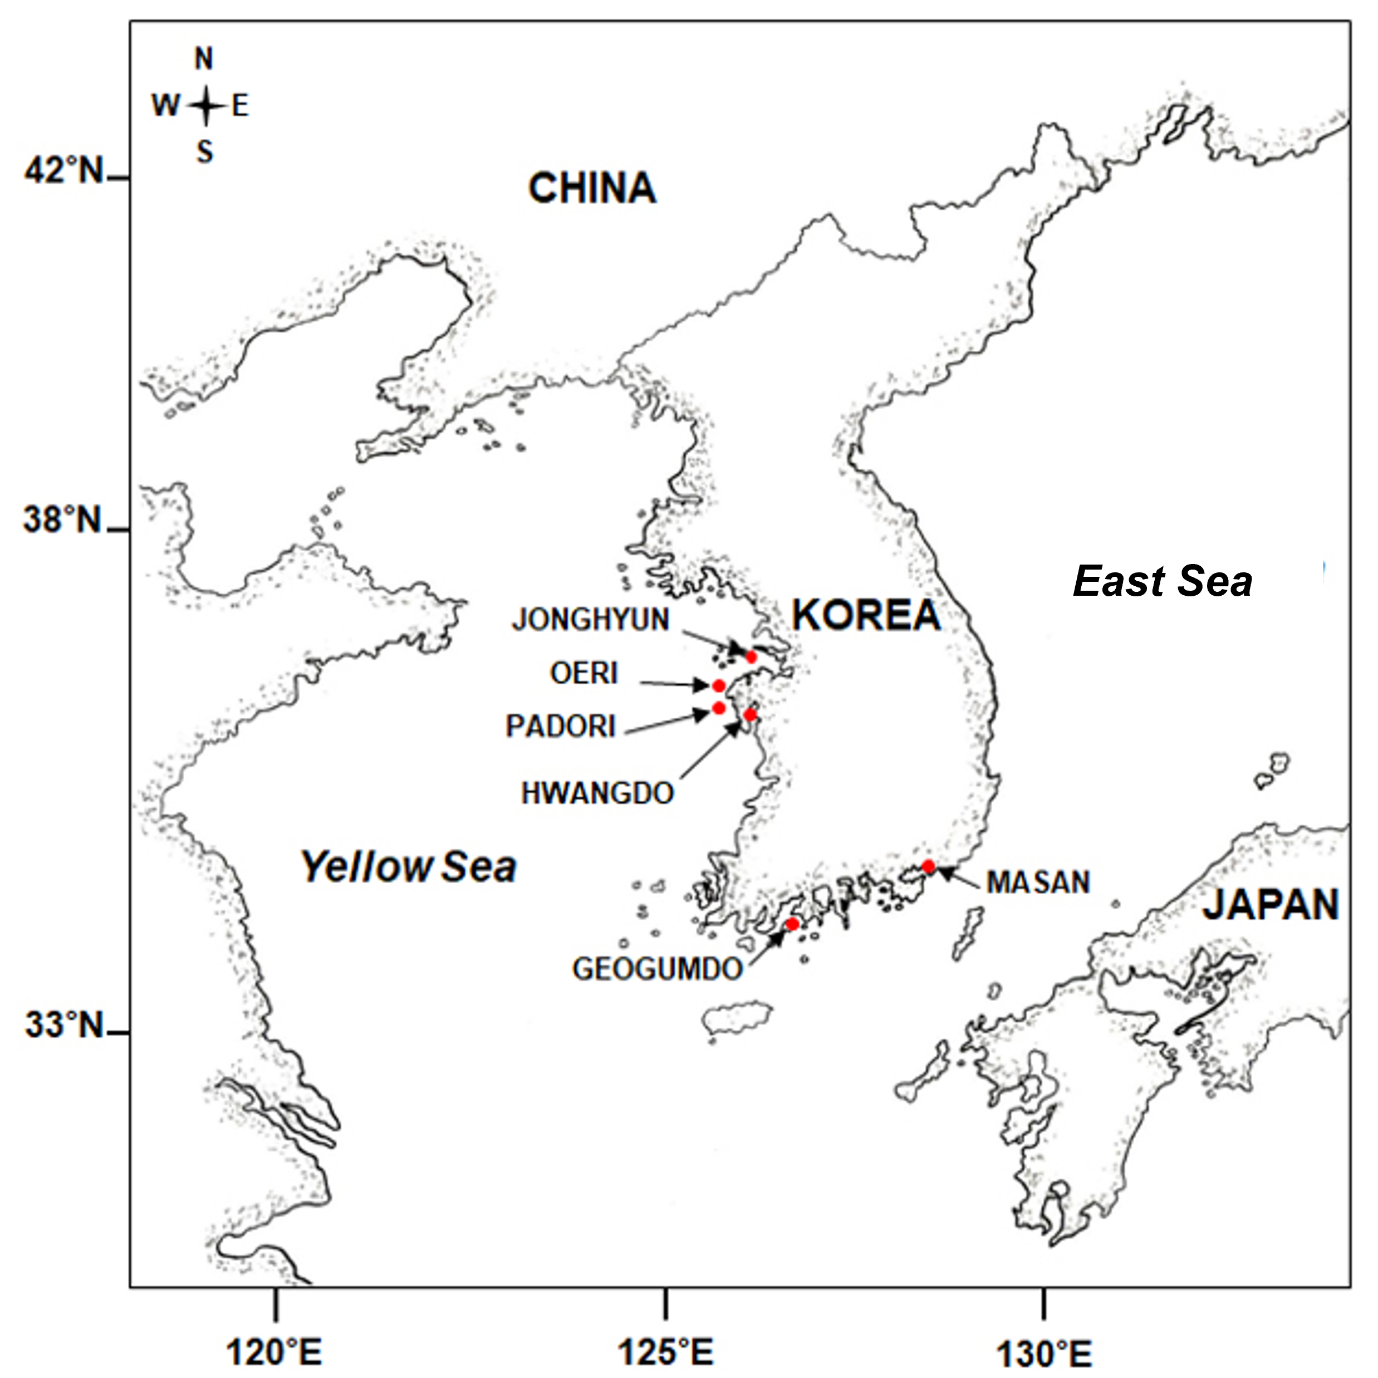 N
W E
S
42°N
CHINA
38°N
East Sea
JONGHYUN
KOREA
OERI
PADORI
HWANGDO
Yellow Sea
MASAN
JAPAN
GEOGUMDO
33°N
120°E
125°E
130°E